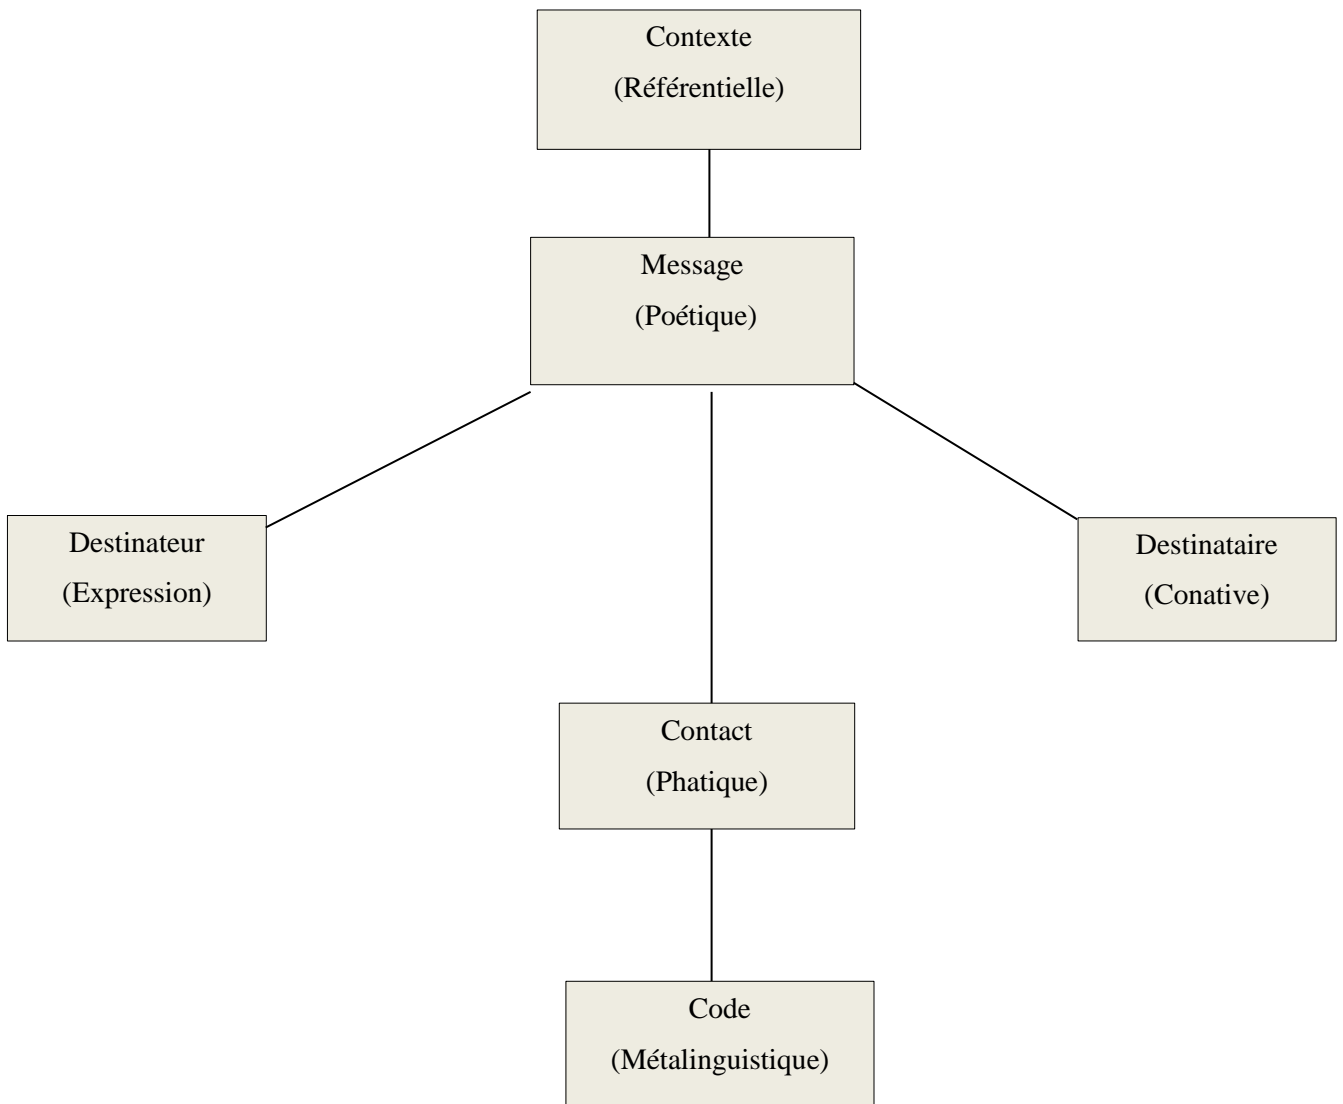 Contexte
(Référentielle)
Message
(Poétique)
Destinateur
(Expression)
Destinataire
(Conative)
Contact
(Phatique)
Code
(Métalinguistique)